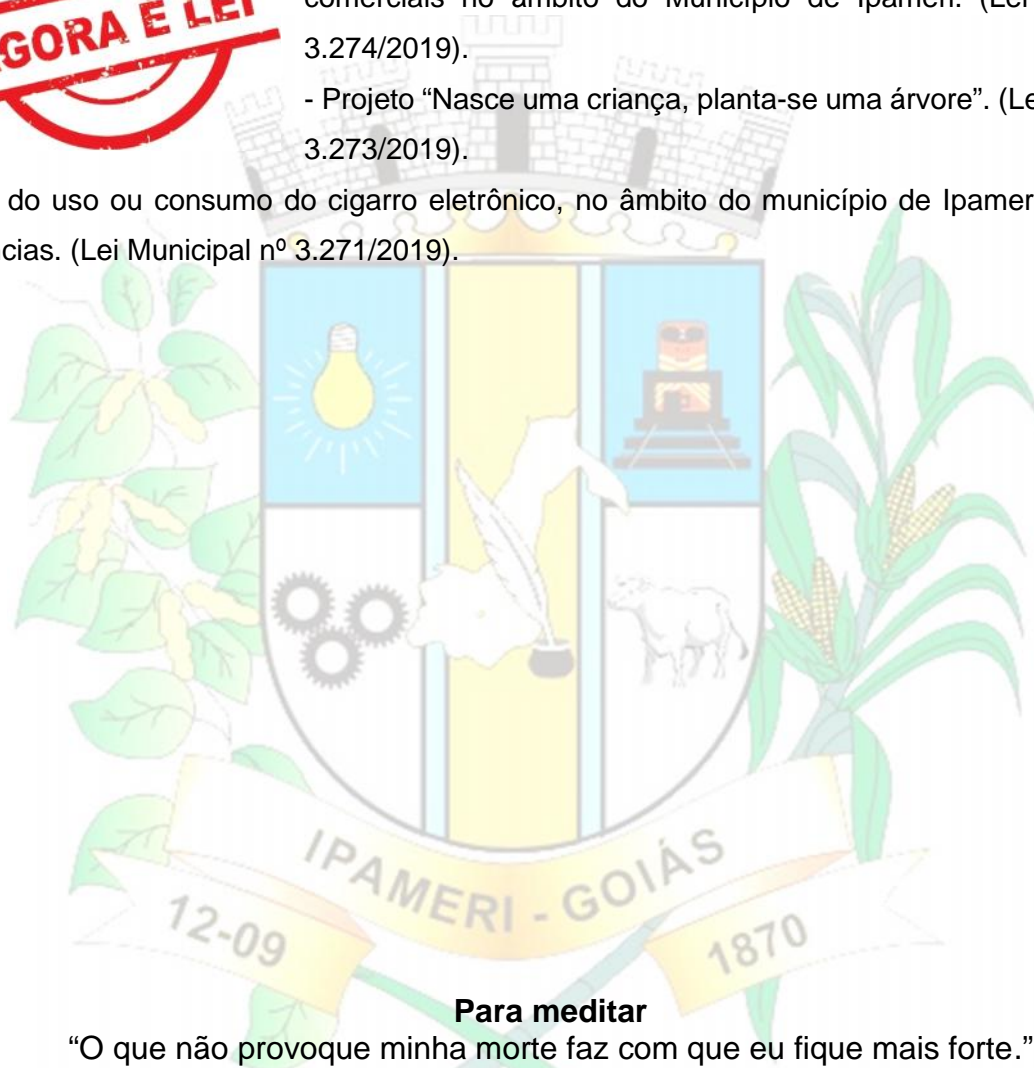 AGORA É LEI
comerciais no âmbito do Município de Ipameri. (Lei
3.274/2019).
- Projeto “Nasce uma criança, planta-se uma árvore”. (Le
3.273/2019).
do uso ou consumo do cigarro eletrônico, no âmbito do município de Ipamer
cias. (Lei Municipal nº 3.271/2019).
IPAMERI - GOIÁS
12-09
1870
Para meditar
“O que não provoque minha morte faz com que eu fique mais forte.”